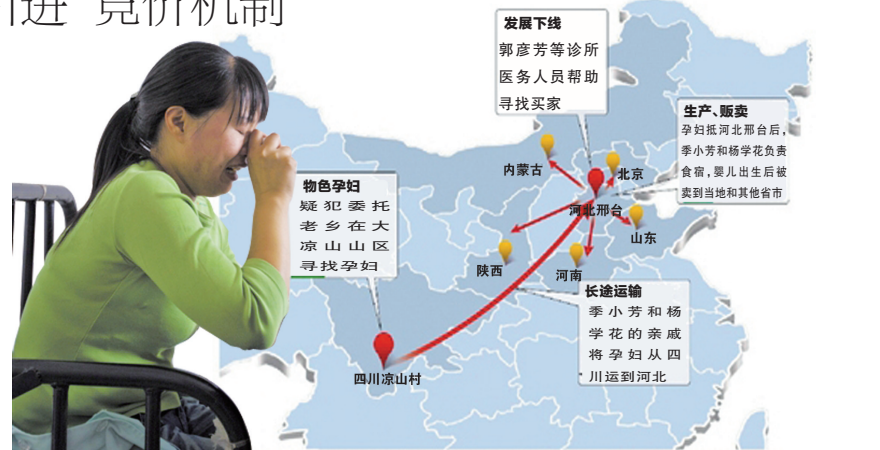 进“竞价机制
发展下线
郭彦芳等诊所
医务人员帮助
寻找买家
生产、贩卖
孕妇抵河北邢台后，
季小芳和杨学花负责
食宿，婴儿出生后被
卖到当地和其他省市
内蒙古
北京
物色孕妇
疑犯委托
老乡在大
凉山山区
寻找孕妇
河北邢台
山东
陕西
河南
长途运输
季小芳和杨
学花的亲戚
将孕妇从四
川运到河北
四川凉山村